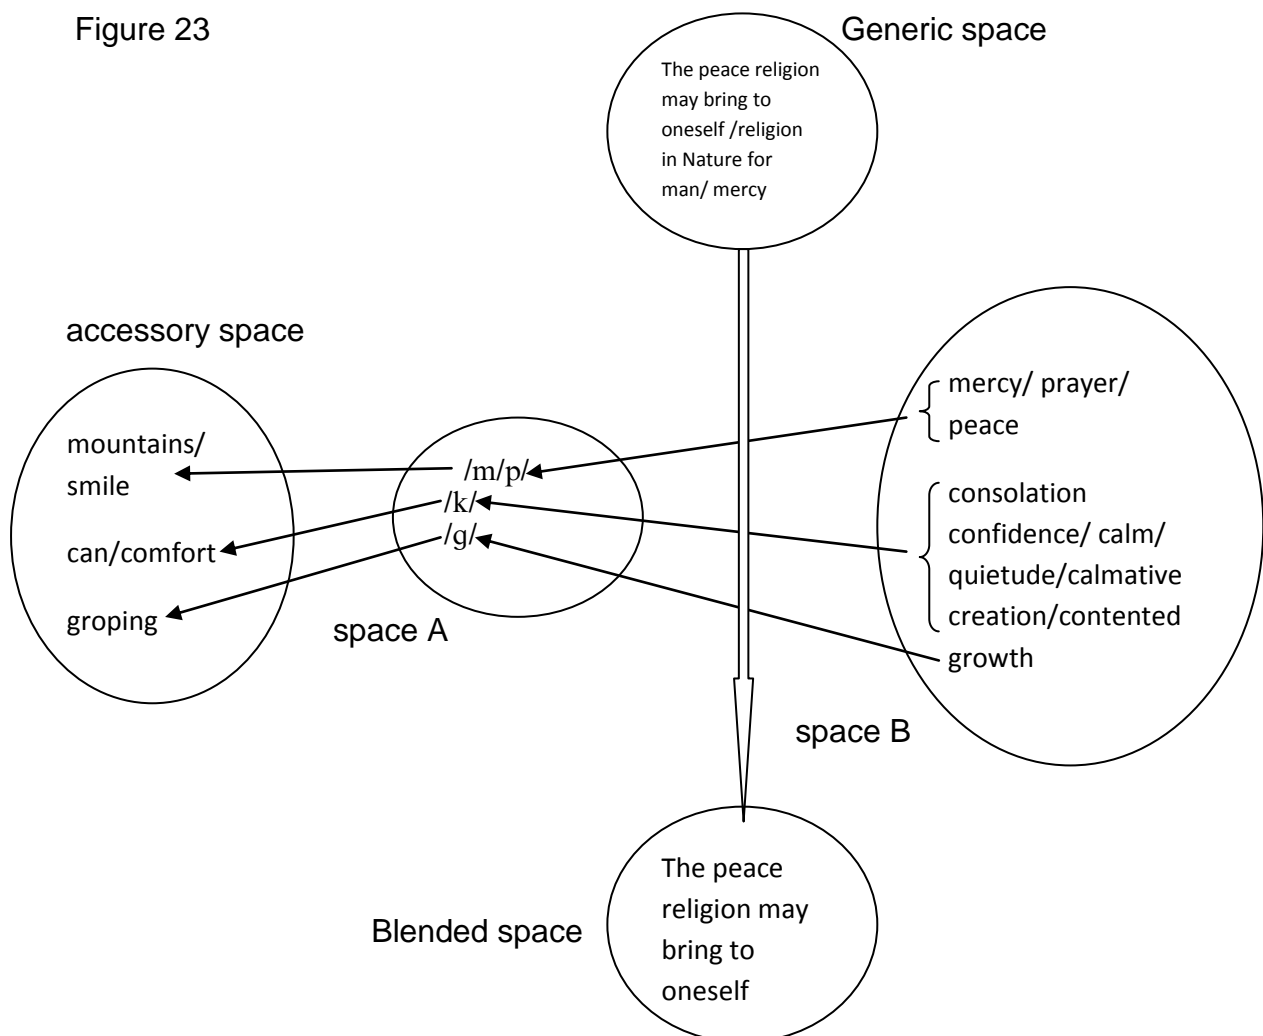 Figure 23
Generic space
The peace religion
may bring to
oneself /religion
in Nature for
man/ mercy
accessory space
mountains/
smile
can/comfort
groping
/m/p/
/k/
/g/
space A
mercy/ prayer/
peace
consolation
confidence/ calm/
quietude/calmative
creation/contented
growth
space B
Blended space
The peace
religion may
bring to
oneself